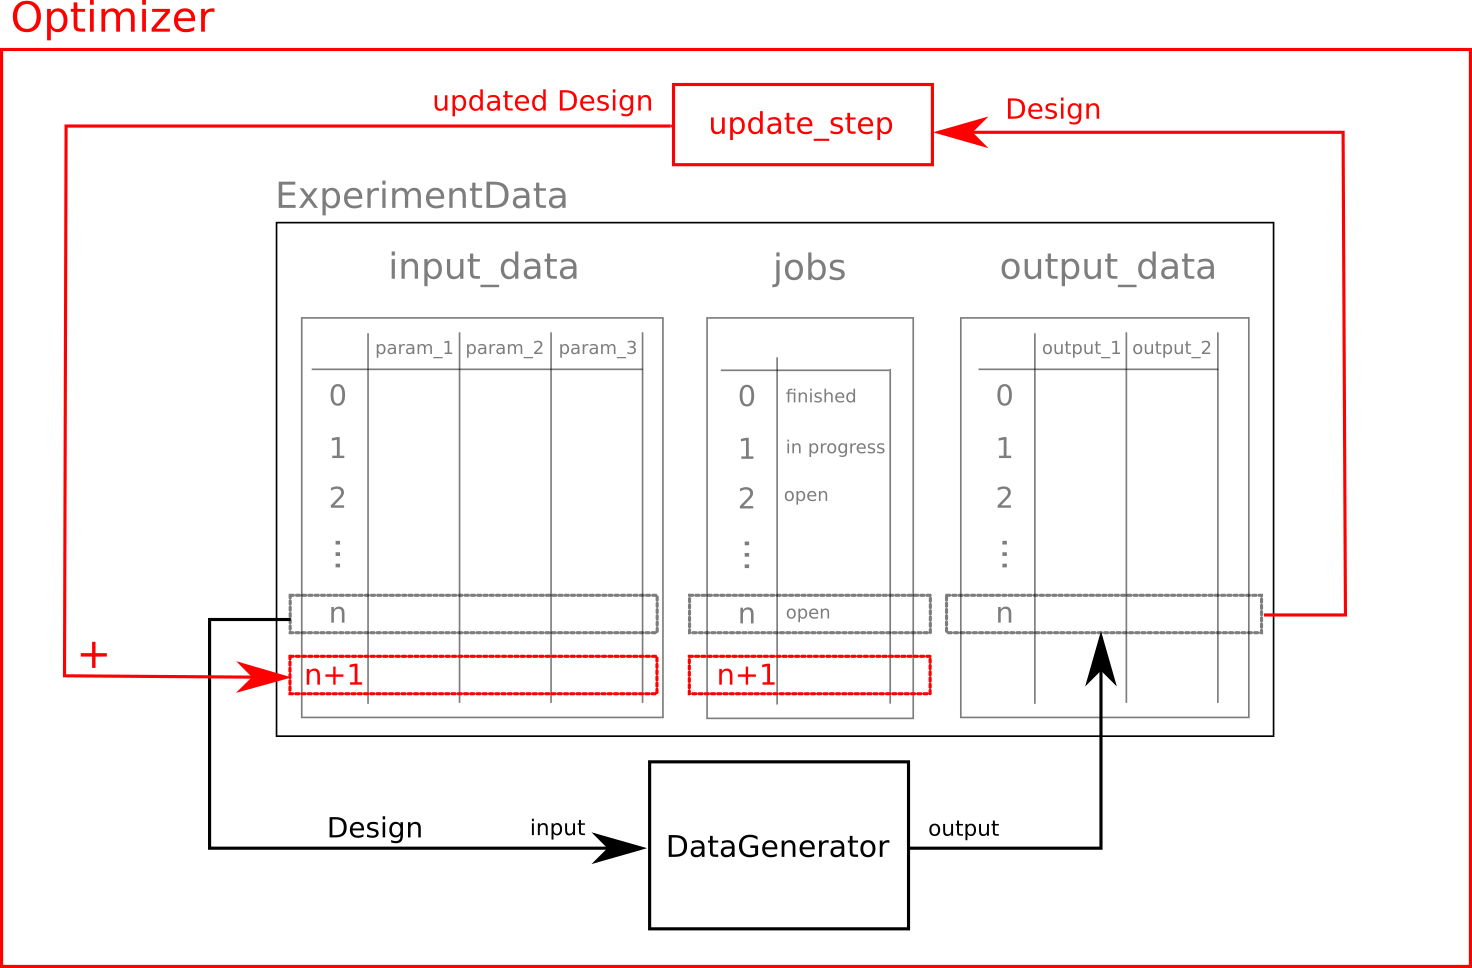 Optimizer
updated Design
update_step
Design
ExperimentData
input_data
jobs
output_data
param_1 param_2 param_3
output_1 output_2
0
0 finished
0
1
1 in progress
1
2
2 open
2
⋮
⋮
⋮
n
n open
n
+
n+1
n+1
Design
input
DataGenerator
output